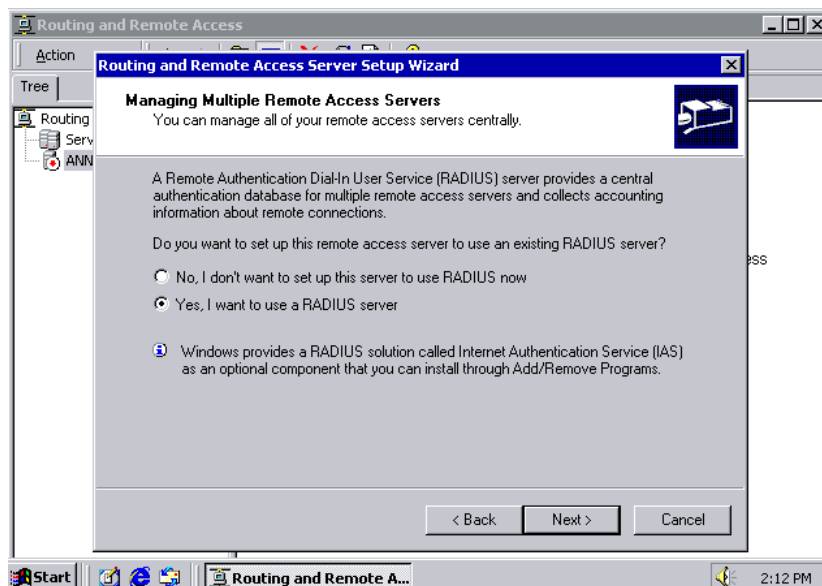 Routing and Remote Access
Action
Tree
Routing
Serv
ANN
Routing and Remote Access Server Setup Wizard
Managing Multiple Remote Access Servers
You can manage all of your remote access servers centrally.
A Remote Authentication Dial-In User Service (RADIUS) server provides a central
authentication database for multiple remote access servers and collects accounting
information about remote connections.
Do you want to set up this remote access server to use an existing RADIUS server?
No, I don't want to set up this server to use RADIUS now
Yes, I want to use a RADIUS server
Windows provides a RADIUS solution called Internet Authentication Service (IAS)
as an optional component that you can install through Add/Remove Programs.
ess
< Back Next > Cancel
Start Routing and Remote A... 2:12 PM